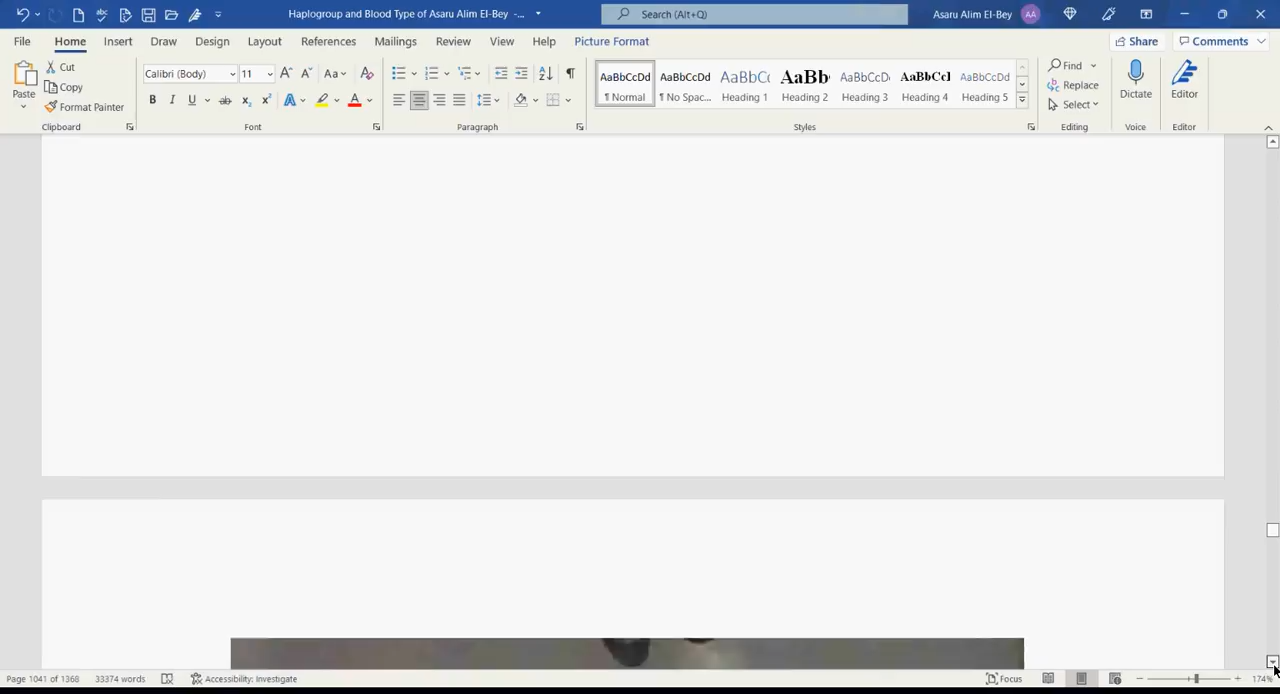 Haplogroup and Blood Type of Asaru Alim El-Bey -...
Search (Alt+Q)
Asaru Alim El-Bey
AA
File Home Insert Draw Design Layout References Mailings Review View Help Picture Format
Share Comments
Paste
Cut
Copy
Format Painter
Calibri (Body) 11
AaBbCcDd AaBbCcDd AaBbCc AaBb AaBbCcD AaBbCcI AaBbCcDd
¶ Normal ¶ No Spac... Heading 1 Heading 2 Heading 3 Heading 4 Heading 5
Find
Replace
Select
Dictate
Editor
Clipboard Font Paragraph Styles Editing Voice Editor
Page 1041 of 1368 33374 words Accessibility: Investigate Focus 174%